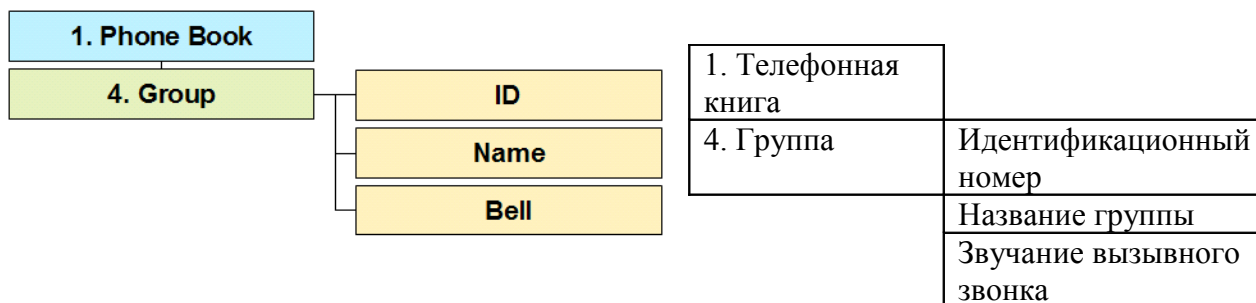 1. Phone Book
4. Group
ID
Name
Bell
1. Телефонная
книга
4. Группа
Идентификационный
номер
Название группы
Звучание вызывного
звонка